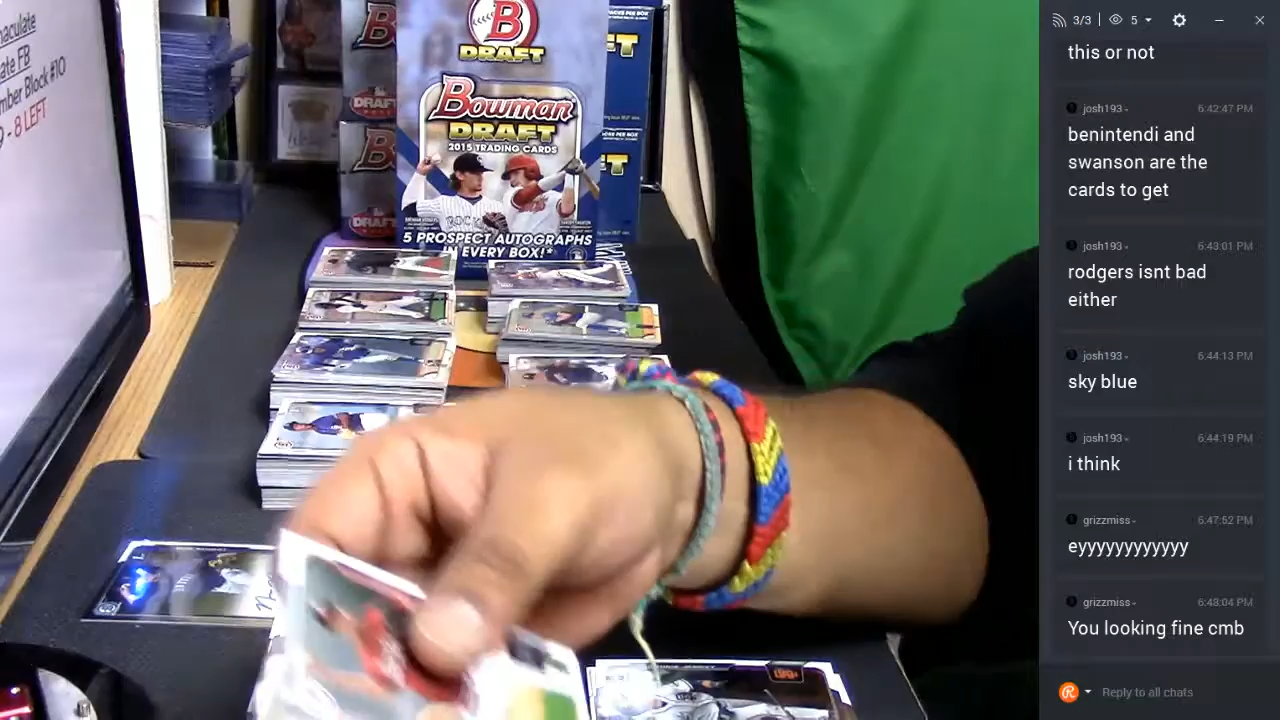 naculate
ate FB
mber Block #10
9 - 8 LEFT
B
DRAFT
Bowman
DRAFT
2015 TRADING CARDS
5 PROSPECT AUTOGRAPHS
IN EVERY BOX!*
DRAFT
DRAFT
3/3
5
this or not
josh193
6:42:47 PM
benintendi and
swanson are the
cards to get
josh193
6:43:01 PM
rodgers isnt bad
either
josh193
6:44:13 PM
sky blue
josh193
6:44:19 PM
i think
grizzmiss
6:47:52 PM
eyyyyyyyyyyyy
grizzmiss
6:48:04 PM
You looking fine cmb
Reply to all chats